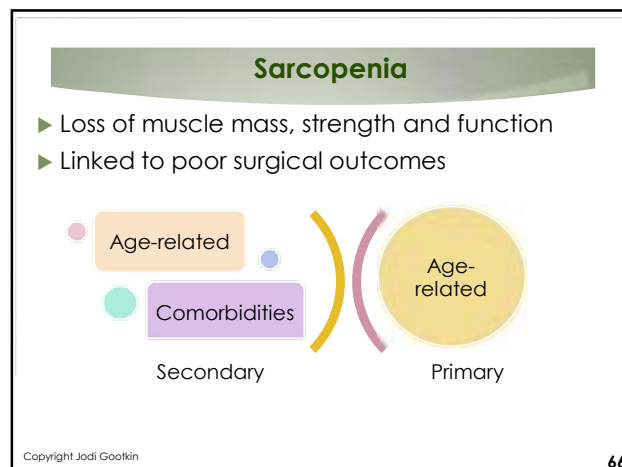 Sarcopenia
Loss of muscle mass, strength and function
Linked to poor surgical outcomes
Age-related
Comorbidities
Secondary
Age-
related
Primary
Copyright Jodi Gootkin
66